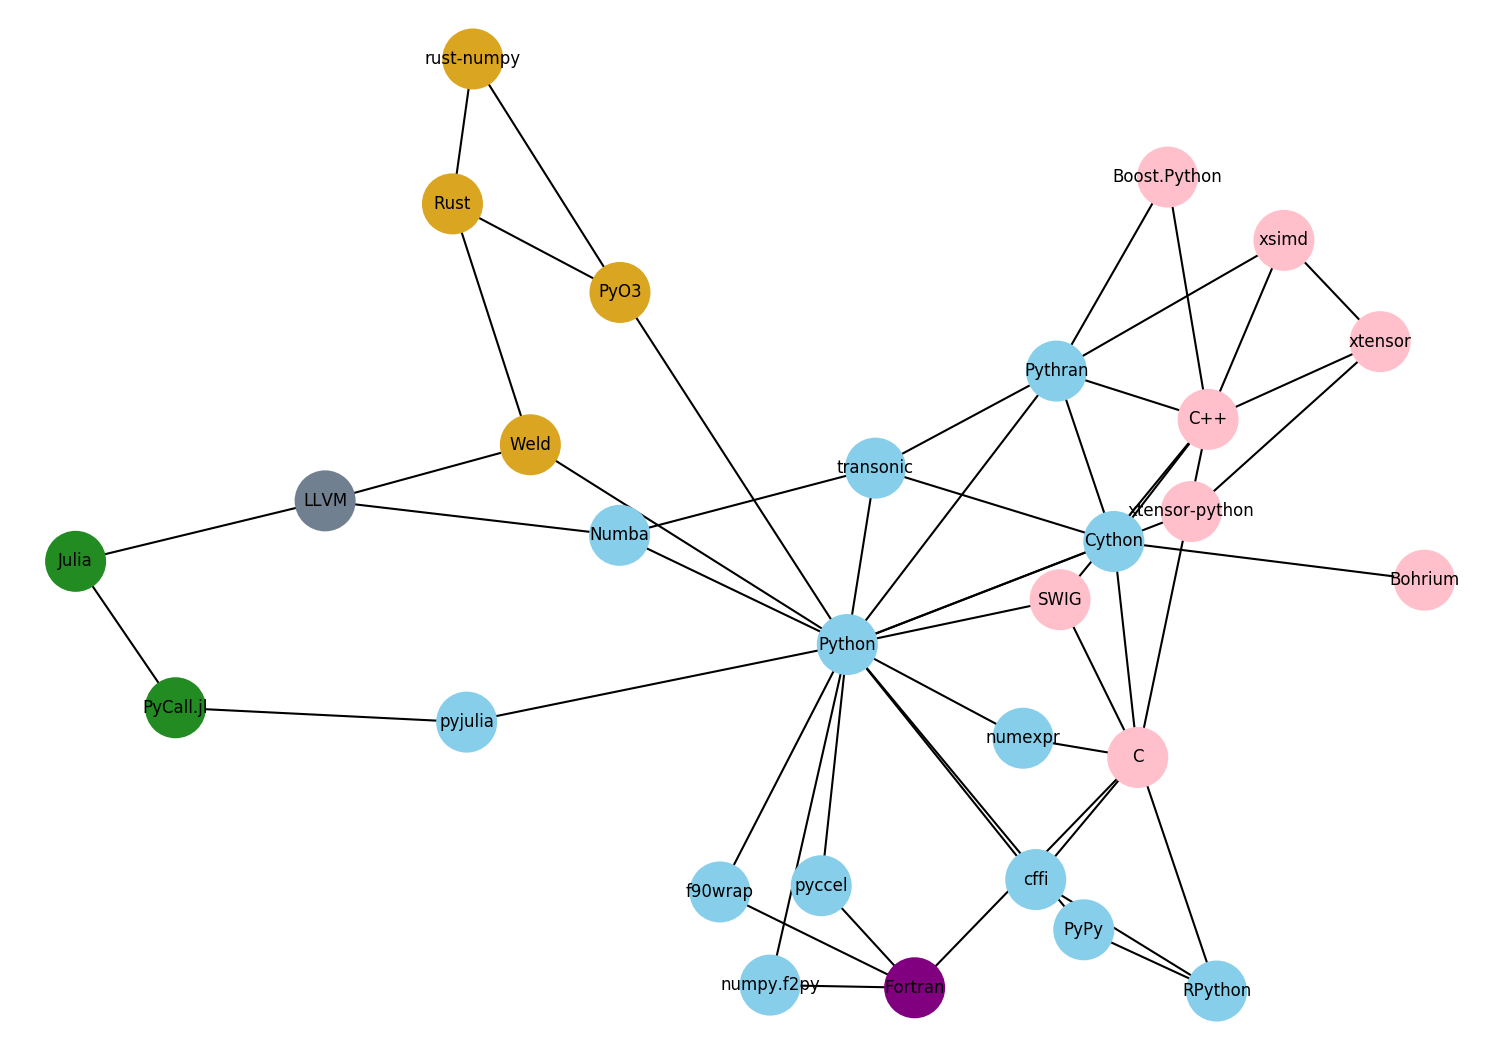 rust-numpy
Boost.Python
Rust
xsimd
PyO3
xtensor
Pythran
C++
Weld
transonic
LLVM
xtensor-python
Numba
Cython
Julia
Bohrium
SWIG
Python
PyCall.jl
pyjulia
numexpr
C
cffi
pyccel
f90wrap
PyPy
numpy.f2py
Fortran
RPython